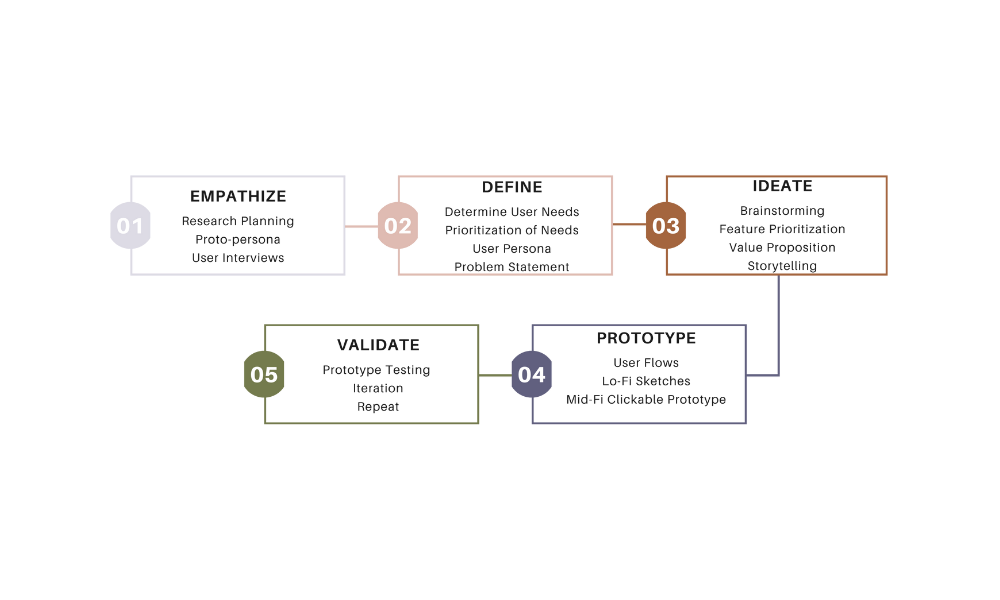 01
EMPATHIZE
Research Planning
Proto-persona
User Interviews
02
DEFINE
Determine User Needs
Prioritization of Needs
User Persona
Problem Statement
03
IDEATE
Brainstorming
Feature Prioritization
Value Proposition
Storytelling
04
PROTOTYPE
User Flows
Lo-Fi Sketches
Mid-Fi Clickable Prototype
05
VALIDATE
Prototype Testing
Iteration
Repeat